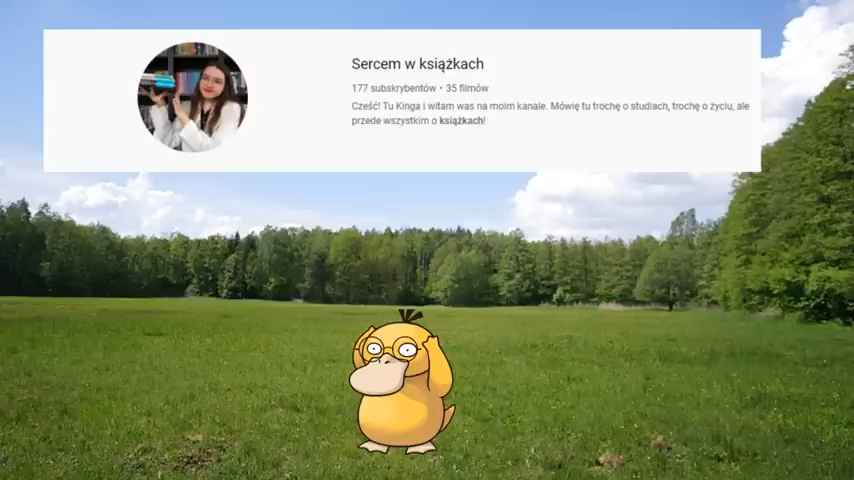 Sercem w książkach
177 subskrybentów • 35 filmów
Cześć! Tu Kinga i witam was na moim kanale. Mówię tu trochę o studiach, trochę o życiu, ale
przede wszystkim o książkach!